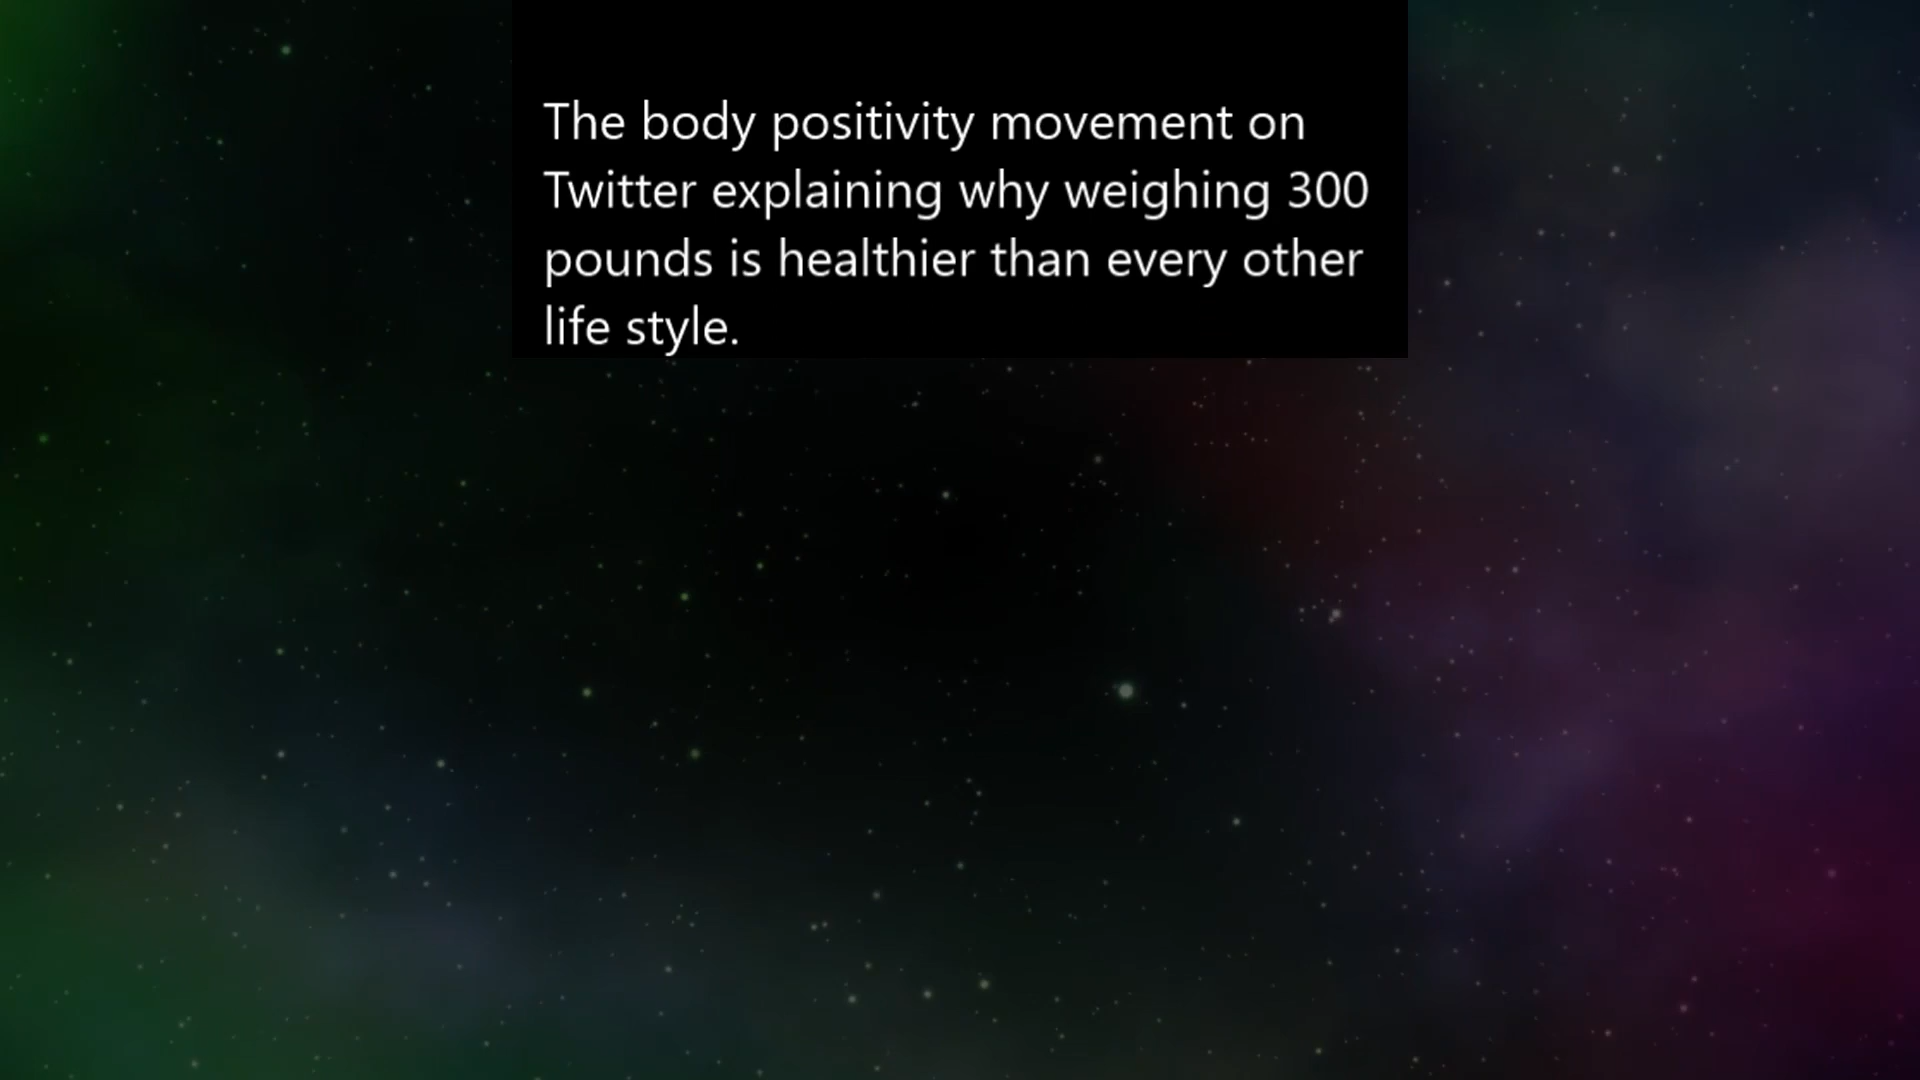 The body positivity movement on
Twitter explaining why weighing 300
pounds is healthier than every other
life style.